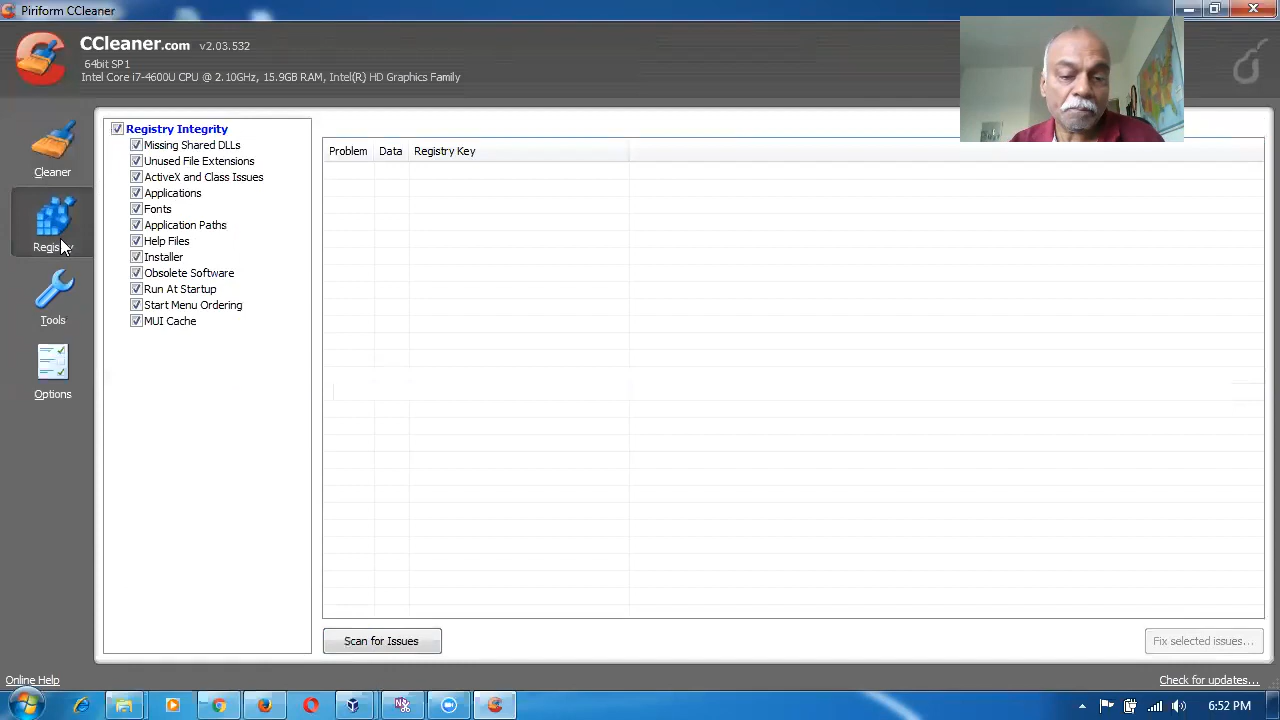 Piriform CCleaner
CCleaner.com v2.03.532
64bit SP1
Intel Core i7-4600U CPU @ 2.10GHz, 15.9GB RAM, Intel(R) HD Graphics Family
Cleaner
Registry
Tools
Options
Registry Integrity
Missing Shared DLLs
Unused File Extensions
ActiveX and Class Issues
Applications
Fonts
Application Paths
Help Files
Installer
Obsolete Software
Run At Startup
Start Menu Ordering
MUI Cache
Problem Data Registry Key
Scan for Issues
Fix selected issues...
Online Help
Check for updates...
6:52 PM